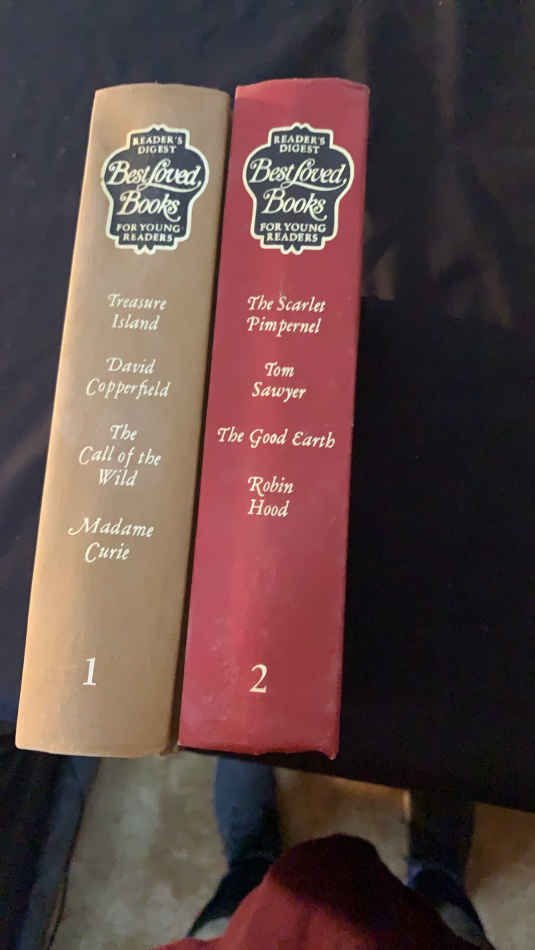 READER'S
DIGEST
Best Loved
Books
FOR YOUNG
READERS
Treasure
Island
David
Copperfield
The
Call of the
Wild
Madame
Curie
1
READER'S
DIGEST
Best Loved
Books
FOR YOUNG
READERS
The Scarlet
Pimpernel
Tom
Sawyer
The Good Earth
Robin
Hood
2